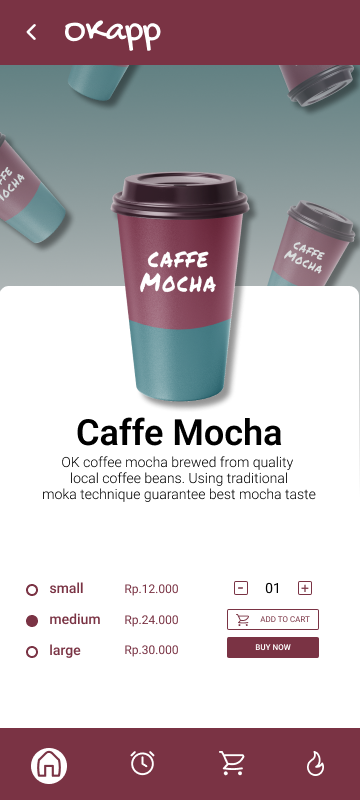 OKapp
CAFFE
MOCHA
CAFFE
MOCHA
CAFFE
MOCHA
Caffe Mocha
OK coffee mocha brewed from quality
local coffee beans. Using traditional
moka technique guarantee best mocha taste
small Rp.12.000 - 01 +
medium Rp.24.000 ADD TO CART
large Rp.30.000 BUY NOW